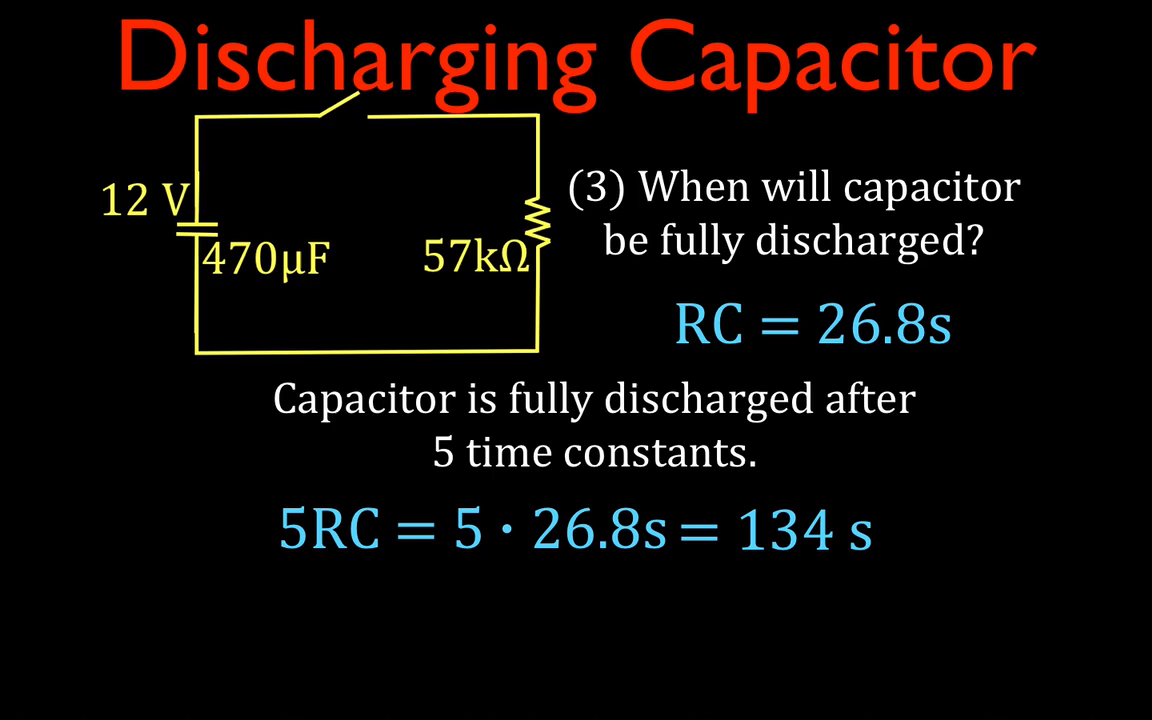 Discharging Capacitor
12 V
470μF
57kΩ
(3) When will capacitor
be fully discharged?
RC = 26.8s
Capacitor is fully discharged after
5 time constants.
5RC = 5 · 26.8s = 134 s